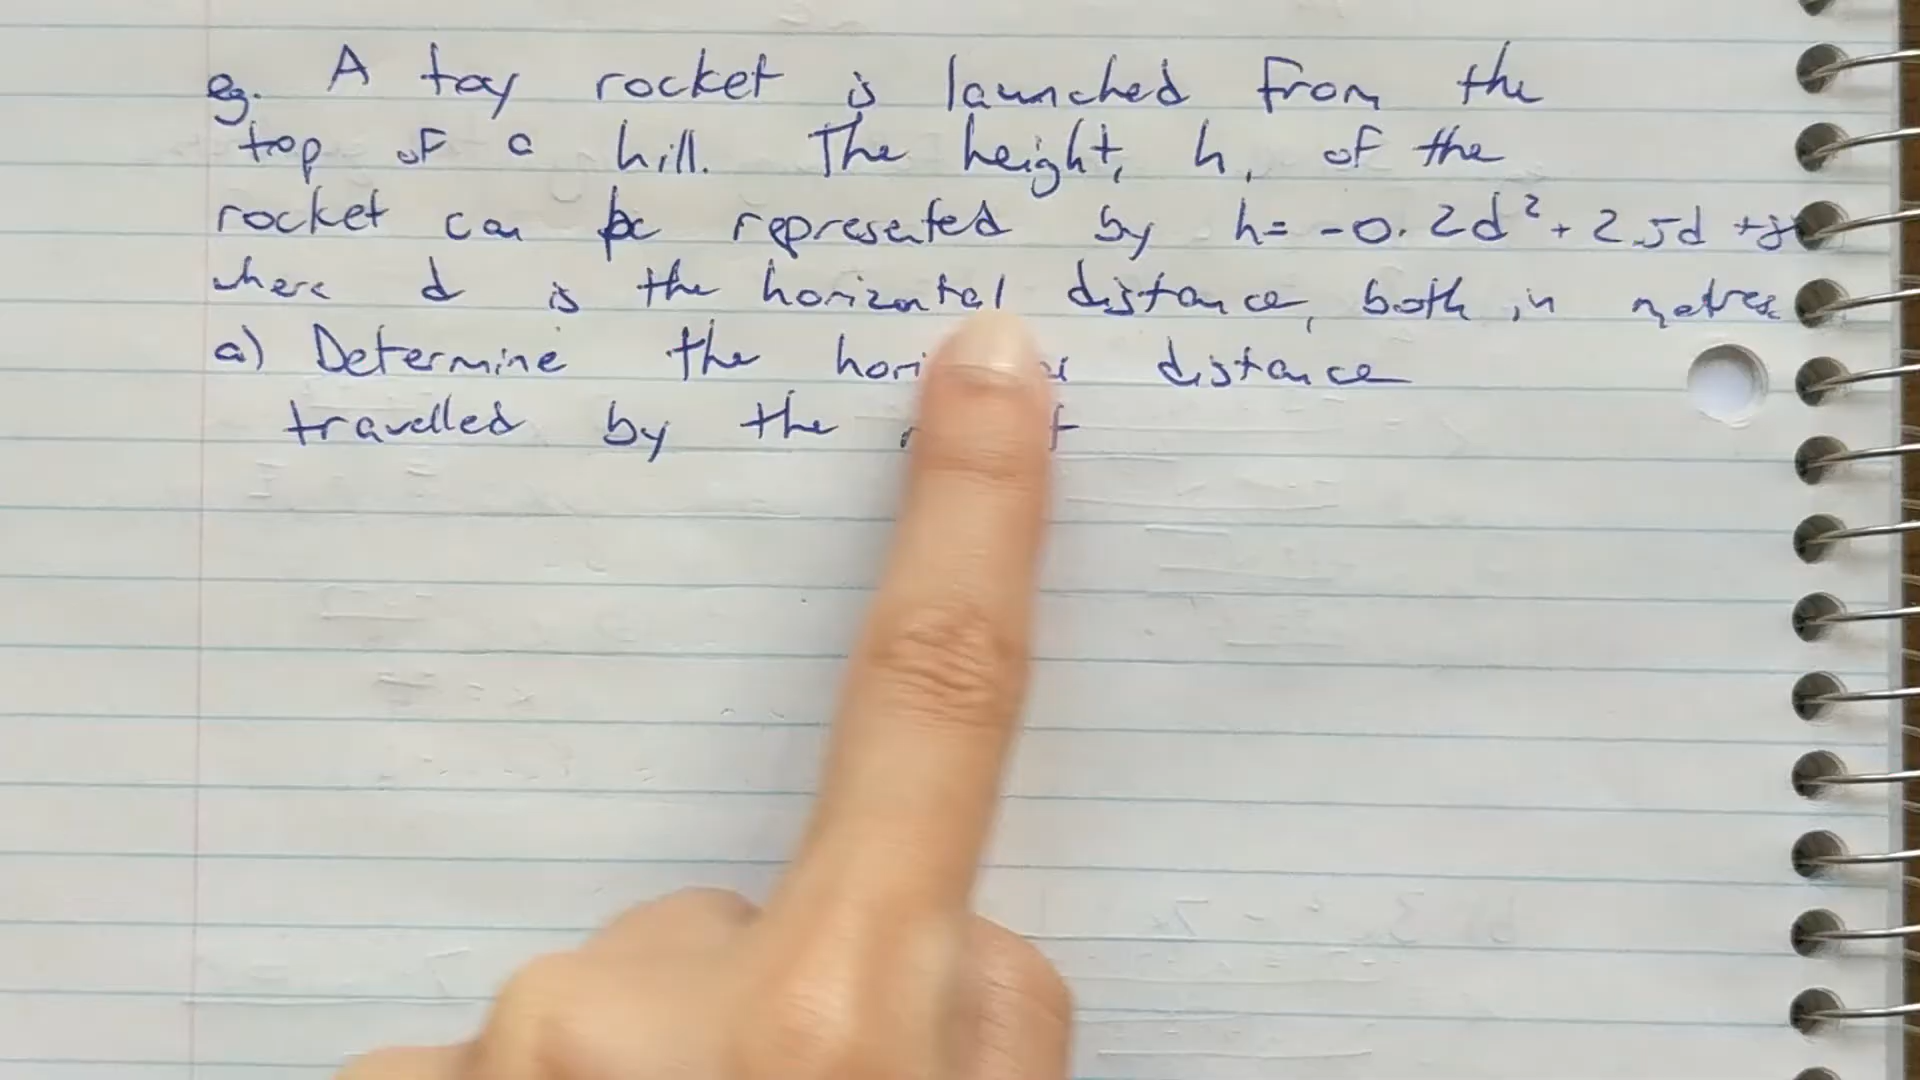 eg. A toy rocket is launched from the
top of a hill. The height, h, of the
rocket can be represented by h= -0.2d² + 2.5d +
where d is the horizontal distance, both in metres
a) Determine the distance
travelled by the